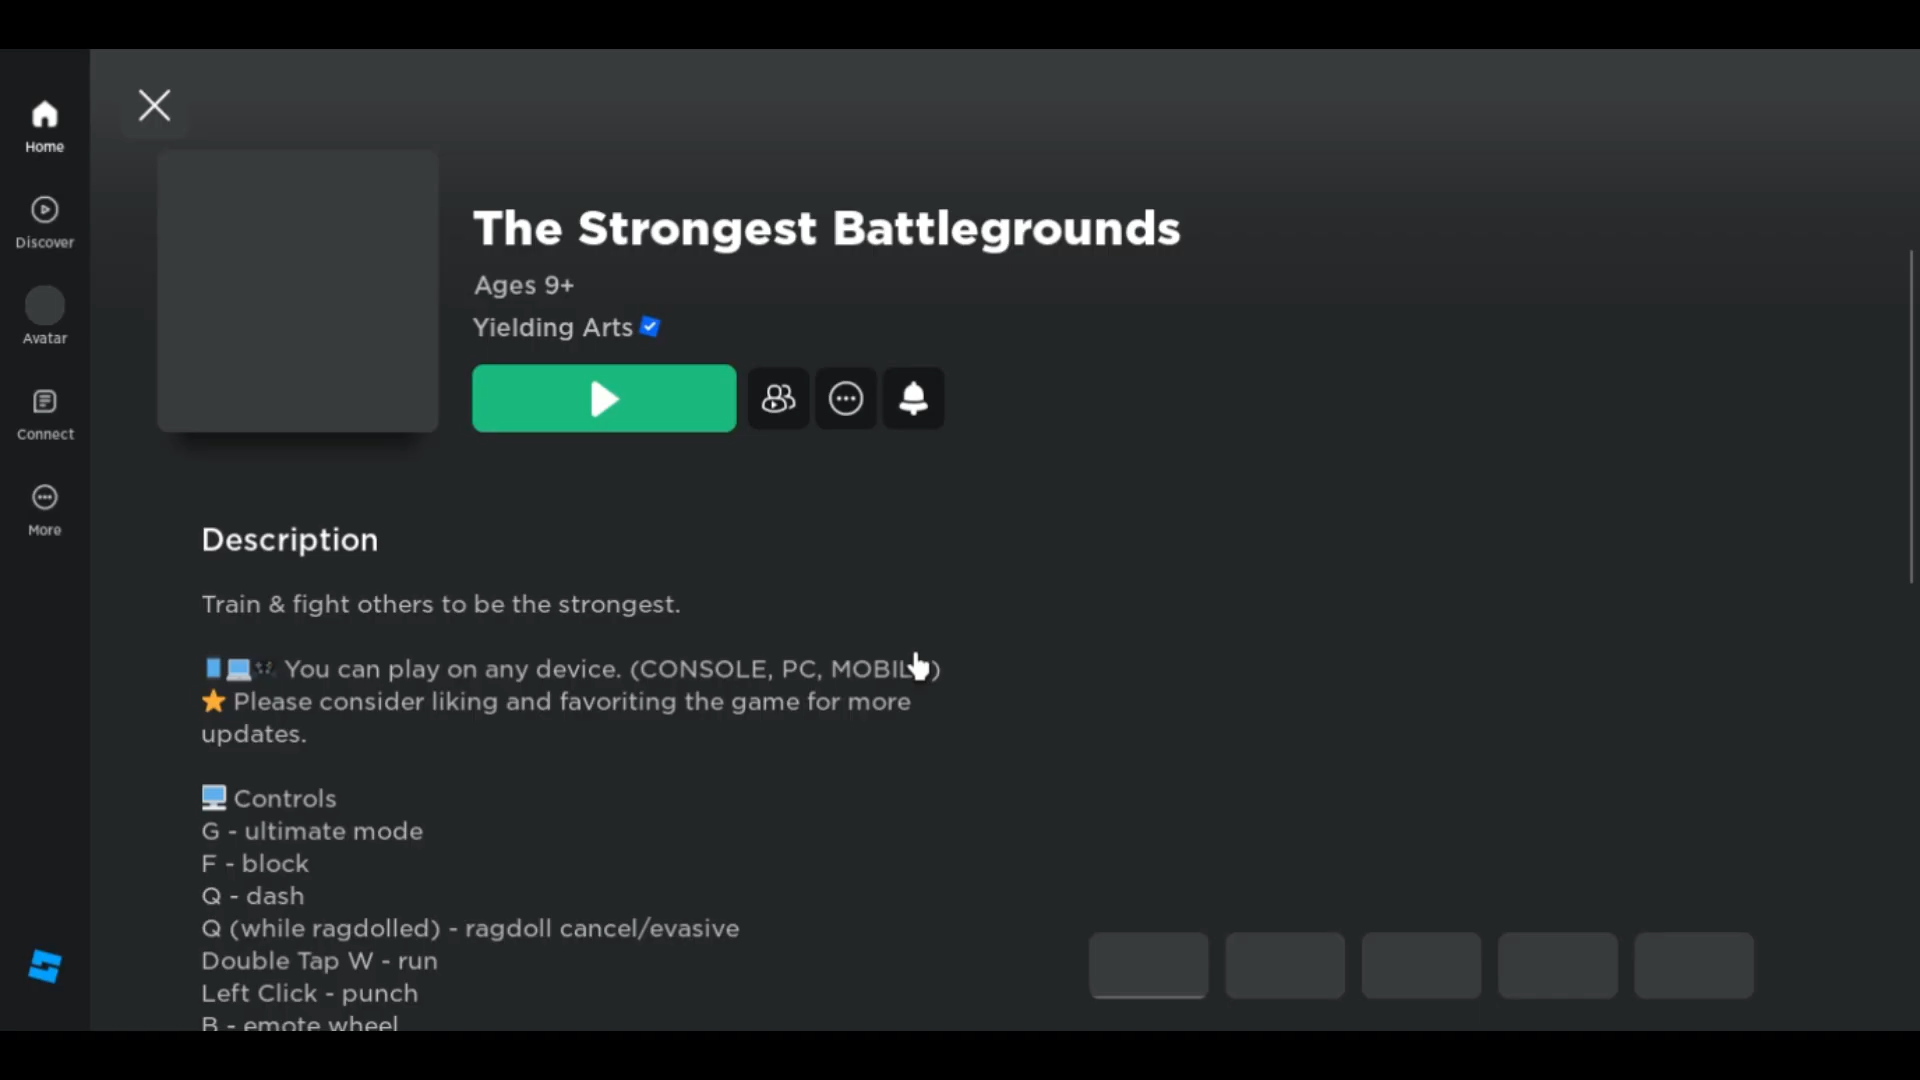 Home
Discover
Avatar
Connect
More
The Strongest Battlegrounds
Ages 9+
Yielding Arts
Description
Train & fight others to be the strongest.
You can play on any device. (CONSOLE, PC, MOBIL )
⭐ Please consider liking and favoriting the game for more
updates.
🖥️ Controls
G - ultimate mode
F - block
Q - dash
Q (while ragdolled) - ragdoll cancel/evasive
Double Tap W - run
Left Click - punch
B - emote wheel